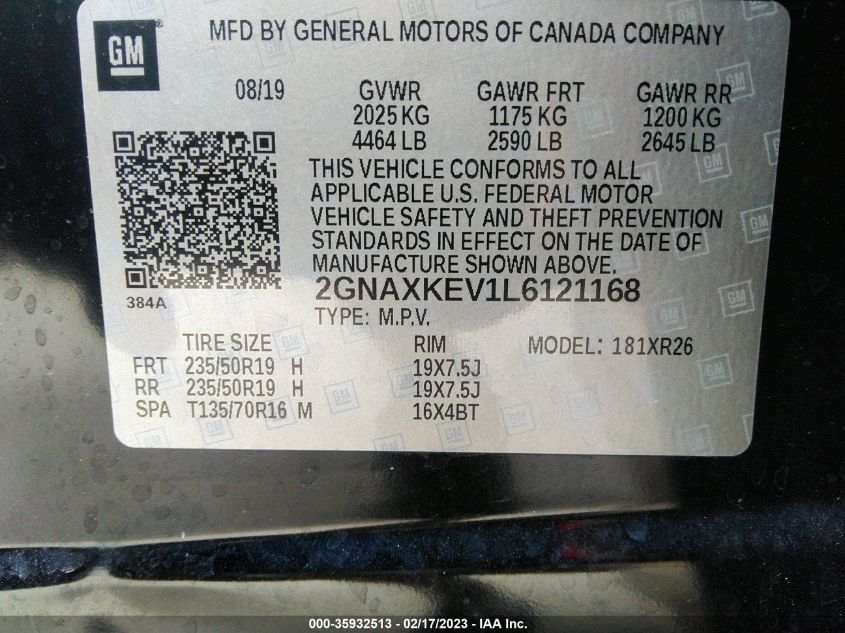 GM
MFD BY GENERAL MOTORS OF CANADA COMPANY
08/19 GVWR GAWR FRT GAWR RR
2025 KG 1175 KG 1200 KG
4464 LB 2590 LB 2645 LB
THIS VEHICLE CONFORMS TO ALL
APPLICABLE U.S. FEDERAL MOTOR
VEHICLE SAFETY AND THEFT PREVENTION
STANDARDS IN EFFECT ON THE DATE OF
MANUFACTURE SHOWN ABOVE.
384A
2GNAXKEV1L6121168
TYPE: M.P.V.
TIRE SIZE RIM MODEL: 181XR26
FRT 235/50R19 H 19X7.5J
RR 235/50R19 H 19X7.5J
SPA T135/70R16 M 16X4BT
000-35932513 - 02/17/2023 - IAA Inc.